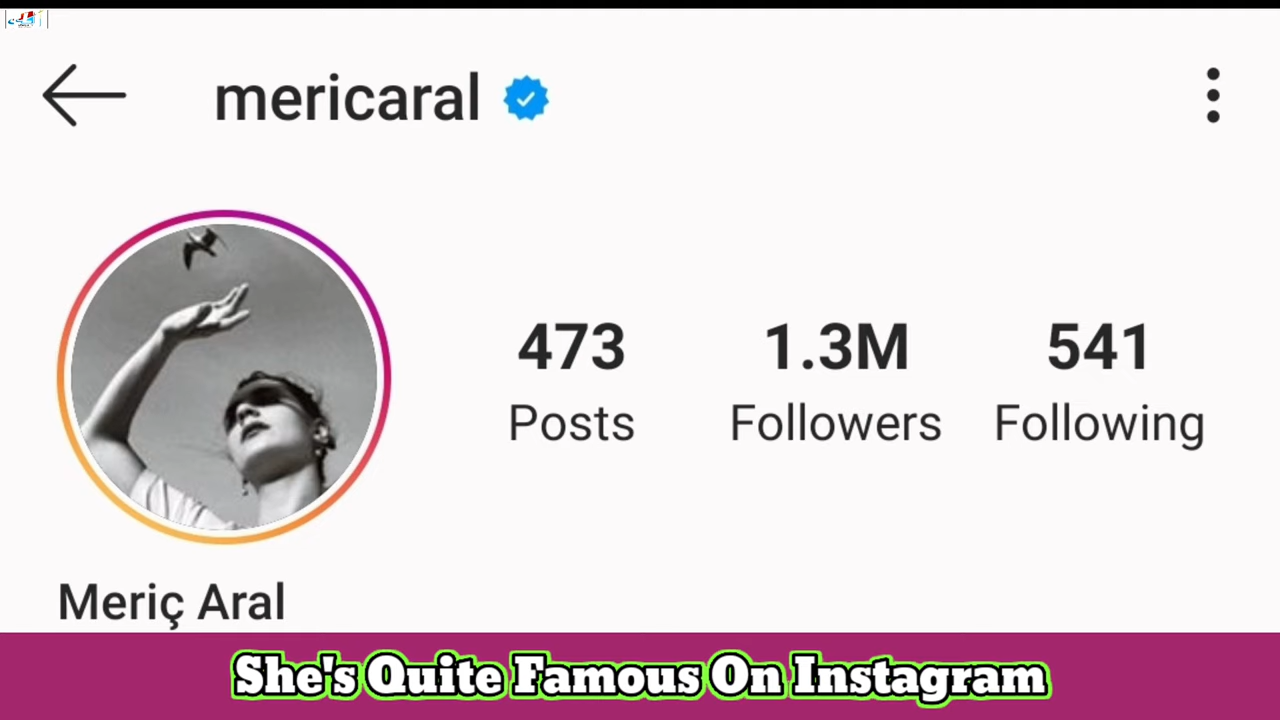 mericaral
473 1.3M 541
Posts Followers Following
Meriç Aral
She's Quite Famous On Instagram